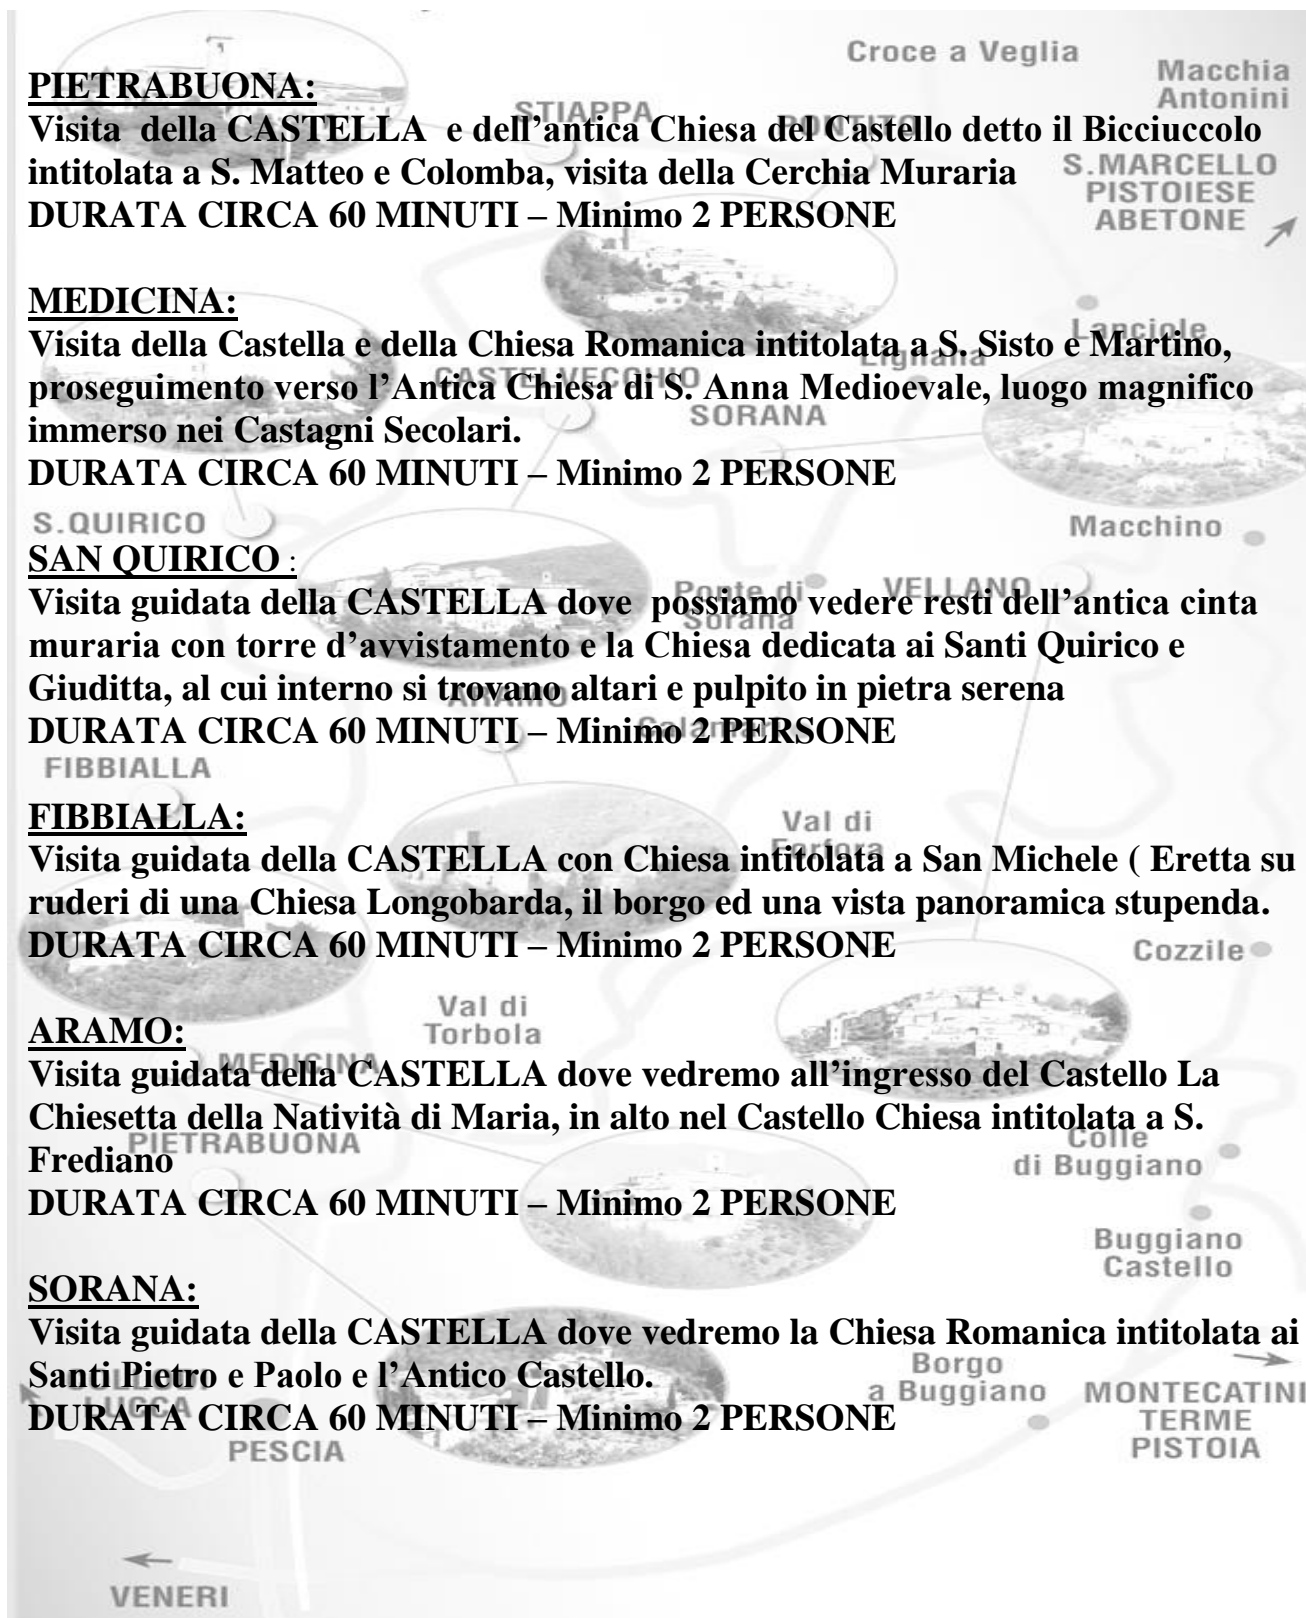 Croce a Veglia
Macchia
Antonini
PIETRABUONA:
STIAPPA
PONTITO
Visita della CASTELLA e dell’antica Chiesa del Castello detto il Bicciuccolo
intitolata a S. Matteo e Colomba, visita della Cerchia Muraria
S.MARCELLO
PISTOIESE
ABETONE
DURATA CIRCA 60 MINUTI – Minimo 2 PERSONE
MEDICINA:
Lanciole
Visita della Castella e della Chiesa Romanica intitolata a S. Sisto e Martino,
Lignana
CASTELVECCHIO
proseguimento verso l’Antica Chiesa di S. Anna Medioevale, luogo magnifico
SORANA
immerso nei Castagni Secolari.
DURATA CIRCA 60 MINUTI – Minimo 2 PERSONE
S.QUIRICO
Macchino
SAN QUIRICO :
Ponte di
Sorana
VELLANO
Visita guidata della CASTELLA dove possiamo vedere resti dell’antica cinta
muraria con torre d’avvistamento e la Chiesa dedicata ai Santi Quirico e
Giuditta, al cui interno si trovano altari e pulpito in pietra serena
ARAMO
DURATA CIRCA 60 MINUTI – Minimo 2 PERSONE
FIBBIALLA
FIBBIALLA:
Val di
Forfora
Visita guidata della CASTELLA con Chiesa intitolata a San Michele ( Eretta su
ruderi di una Chiesa Longobarda, il borgo ed una vista panoramica stupenda.
DURATA CIRCA 60 MINUTI – Minimo 2 PERSONE
Cozzile
Val di
Torbola
ARAMO:
MEDICINA
Visita guidata della CASTELLA dove vedremo all’ingresso del Castello La
Chiesetta della Natività di Maria, in alto nel Castello Chiesa intitolata a S.
Frediano
PIETRABUONA
Colle
di Buggiano
DURATA CIRCA 60 MINUTI – Minimo 2 PERSONE
Buggiano
Castello
SORANA:
Visita guidata della CASTELLA dove vedremo la Chiesa Romanica intitolata ai
Santi Pietro e Paolo e l’Antico Castello.
COLLODI
LUCCA
Borgo
a Buggiano
MONTECATINI
TERME
PISTOIA
DURATA CIRCA 60 MINUTI – Minimo 2 PERSONE
PESCIA
VENERI